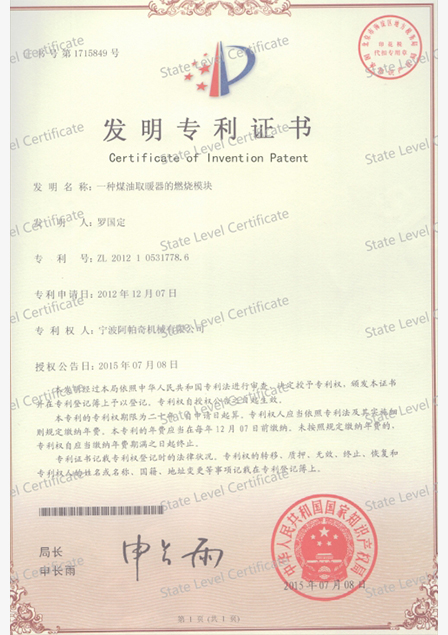 证书号第1715849号
发明专利证书
Certificate of Invention Patent
发明名称：一种煤油取暖器的燃烧模块
发明人：罗国定
专利号：ZL 2012 1 0531778.6
专利申请日：2012年12月07日
专利权人：宁波阿帕奇机械有限公司
授权公告日：2015年07月08日
本发明经过本局依照中华人民共和国专利法进行审查，决定授予专利权，颁发本证书
并在专利登记簿上予以登记。专利权自授权公告之日起生效。
本专利的专利权期限为二十年，自申请日起算。专利权人应当依照专利法及其实施细
则规定缴纳年费。本专利的年费应当在每年12月07日前缴纳。未按照规定缴纳年费的，
专利权自应当缴纳年费期满之日起终止。
专利证书记载专利权登记时的法律状况。专利权的转移、质押、无效、终止、恢复和
专利权人的姓名或名称、国籍、地址变更等事项记载在专利登记簿上。
局长
申长雨
申长雨
中华人民共和国国家知识产权局
2015年07月08日
第1页（共1页）
State Level Certificate